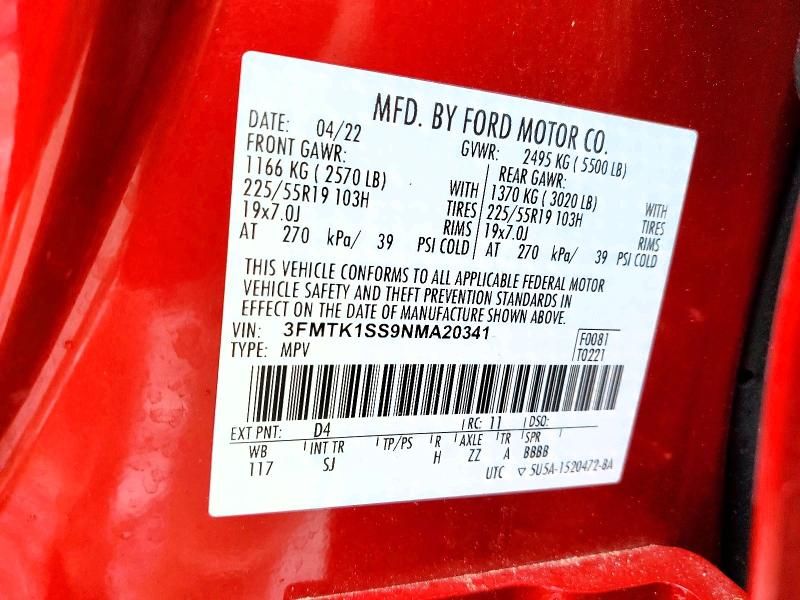 MFD. BY FORD MOTOR CO.
DATE: 04/22 GVWR: 2495 KG ( 5500 LB)
FRONT GAWR: REAR GAWR:
1166 KG ( 2570 LB) WITH 1370 KG ( 3020 LB) WITH
225/55R19 103H TIRES 225/55R19 103H TIRES
19x7.0J RIMS 19x7.0J RIMS
AT 270 kPa/ 39 PSI COLD AT 270 kPa/ 39 PSI COLD
THIS VEHICLE CONFORMS TO ALL APPLICABLE FEDERAL MOTOR
VEHICLE SAFETY AND THEFT PREVENTION STANDARDS IN
EFFECT ON THE DATE OF MANUFACTURE SHOWN ABOVE.
VIN: 3FMTK1SS9NMA20341 F0081
TYPE: MPV T0221
EXT PNT: D4 RC: 11 DSO:
WB INT TR TP/PS R AXLE TR SPR
117 SJ H ZZ A BBBB
UTC ▽ 5U5A-1520472-BA